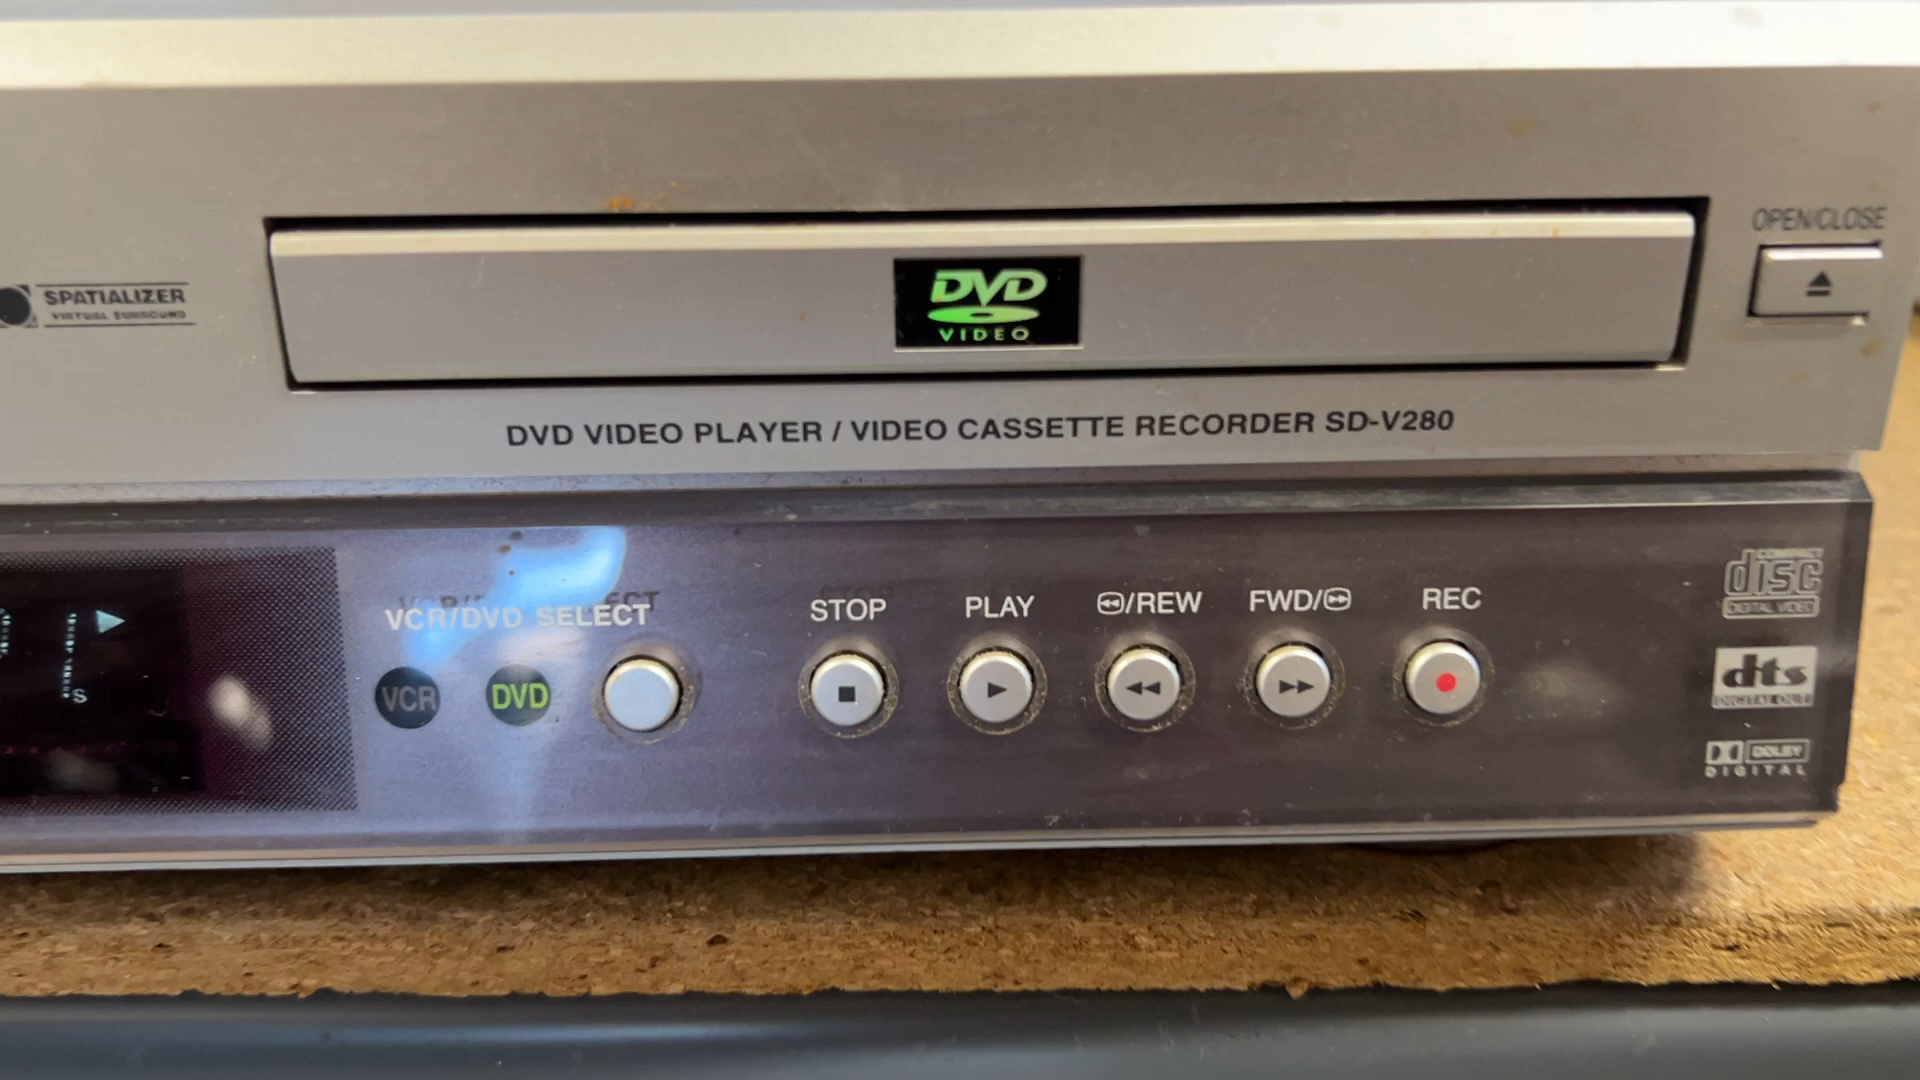 OPEN/CLOSE
SPATIALIZER
VIRTUAL SURROUND
DVD
VIDEO
DVD VIDEO PLAYER / VIDEO CASSETTE RECORDER SD-V280
VCR/DVD SELECT
STOP
PLAY
/REW
FWD/
REC
VCR
DVD
S
COMPACT
disc
DIGITAL VIDEO
dts
DIGITAL OUT
DOLBY
DIGITAL